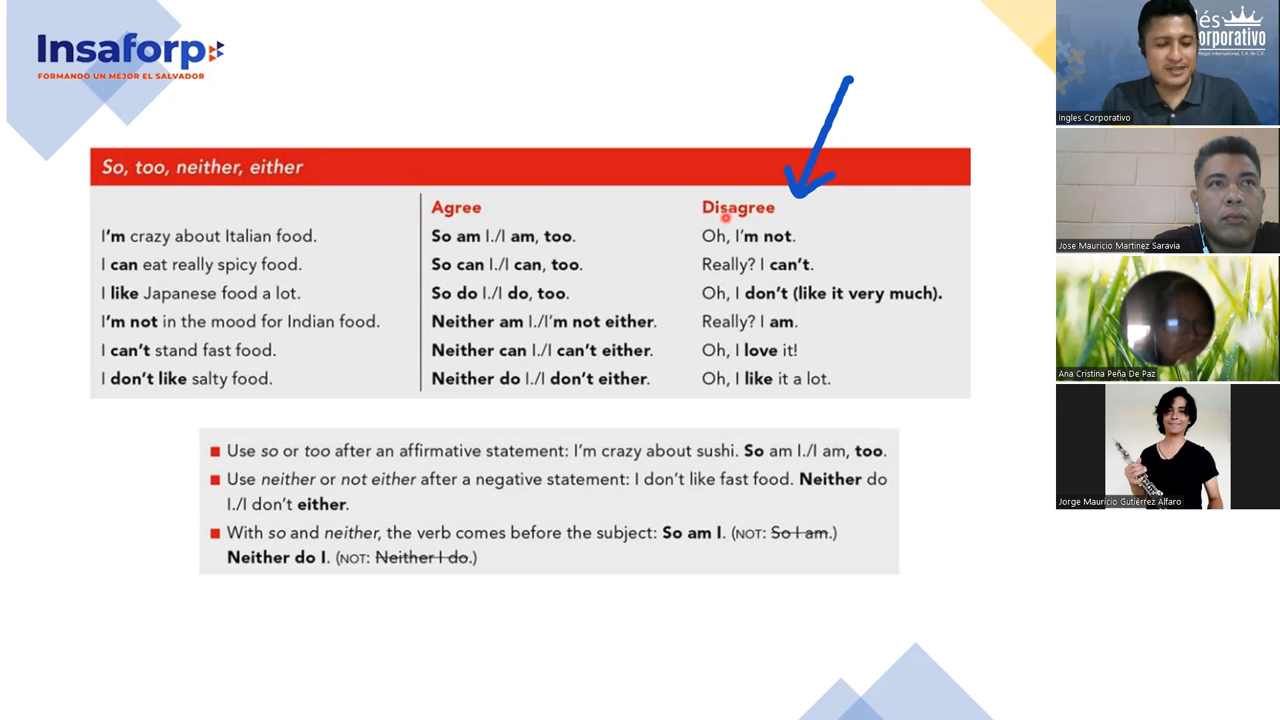 Insaforp
FORMANDO UN MEJOR EL SALVADOR
So, too, neither, either
Agree Disagree
I'm crazy about Italian food. So am I./I am, too. Oh, I'm not.
I can eat really spicy food. So can I./I can, too. Really? I can't.
I like Japanese food a lot. So do I./I do, too. Oh, I don't (like it very much).
I'm not in the mood for Indian food. Neither am I./I'm not either. Really? I am.
I can't stand fast food. Neither can I./I can't either. Oh, I love it!
I don't like salty food. Neither do I./I don't either. Oh, I like it a lot.
■ Use so or too after an affirmative statement: I'm crazy about sushi. So am I./I am, too.
■ Use neither or not either after a negative statement: I don't like fast food. Neither do
I./I don't either.
■ With so and neither, the verb comes before the subject: So am I. (NOT: So I am.)
Neither do I. (NOT: Neither I do.)
és
orporativo
Regal International, S.A. de C.V.
Ingles Corporativo
Jose Mauricio Martinez Saravia
Ana Cristina Peña De Paz
Jorge Mauricio Gutiérrez Alfaro